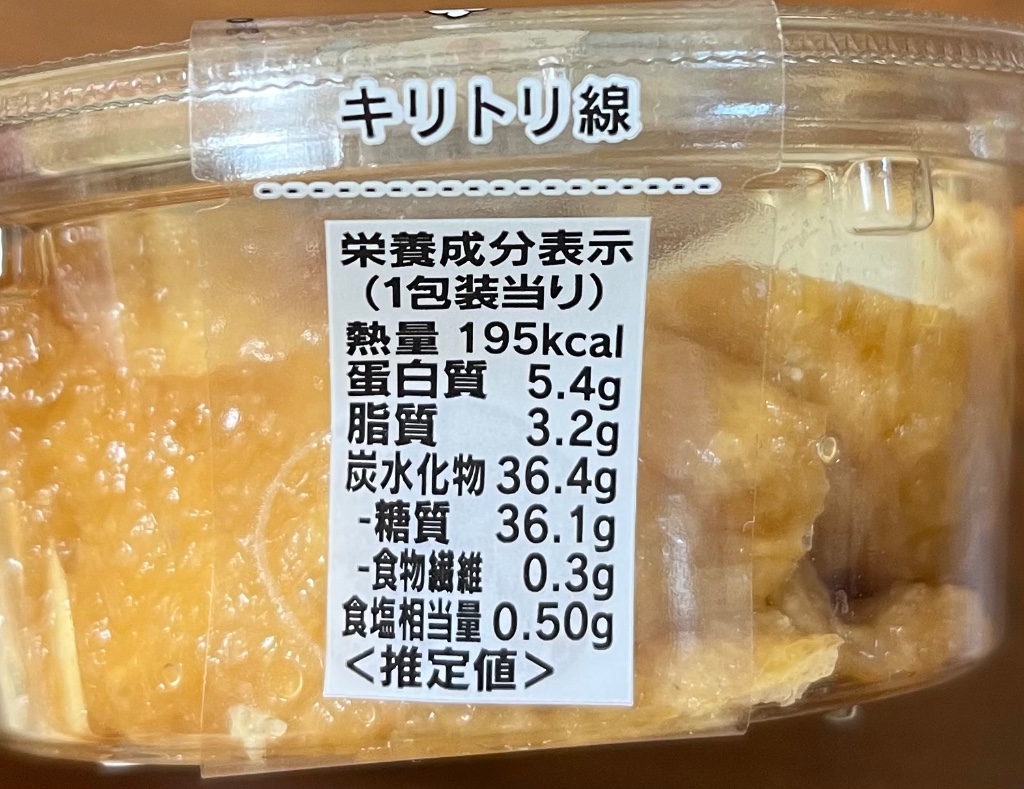 キリトリ線
栄養成分表示
(1包装当り)
熱量 195kcal
蛋白質 5.4g
脂質 3.2g
炭水化物 36.4g
-糖質 36.1g
-食物繊維 0.3g
食塩相当量 0.50g
<推定値>